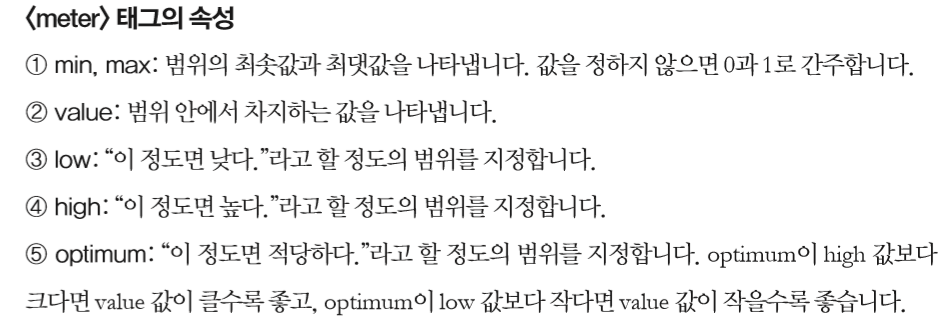 〈meter〉 태그의 속성
① min, max: 범위의 최솟값과 최댓값을 나타냅니다. 값을 정하지 않으면 0과 1로 간주합니다.
② value: 범위 안에서 차지하는 값을 나타냅니다.
③ low: “이 정도면 낮다.”라고 할 정도의 범위를 지정합니다.
④ high: “이 정도면 높다.”라고 할 정도의 범위를 지정합니다.
⑤ optimum: “이 정도면 적당하다.”라고 할 정도의 범위를 지정합니다. optimum이 high 값보다
크다면 value 값이 클수록 좋고, optimum이 low 값보다 작다면 value 값이 작을수록 좋습니다.